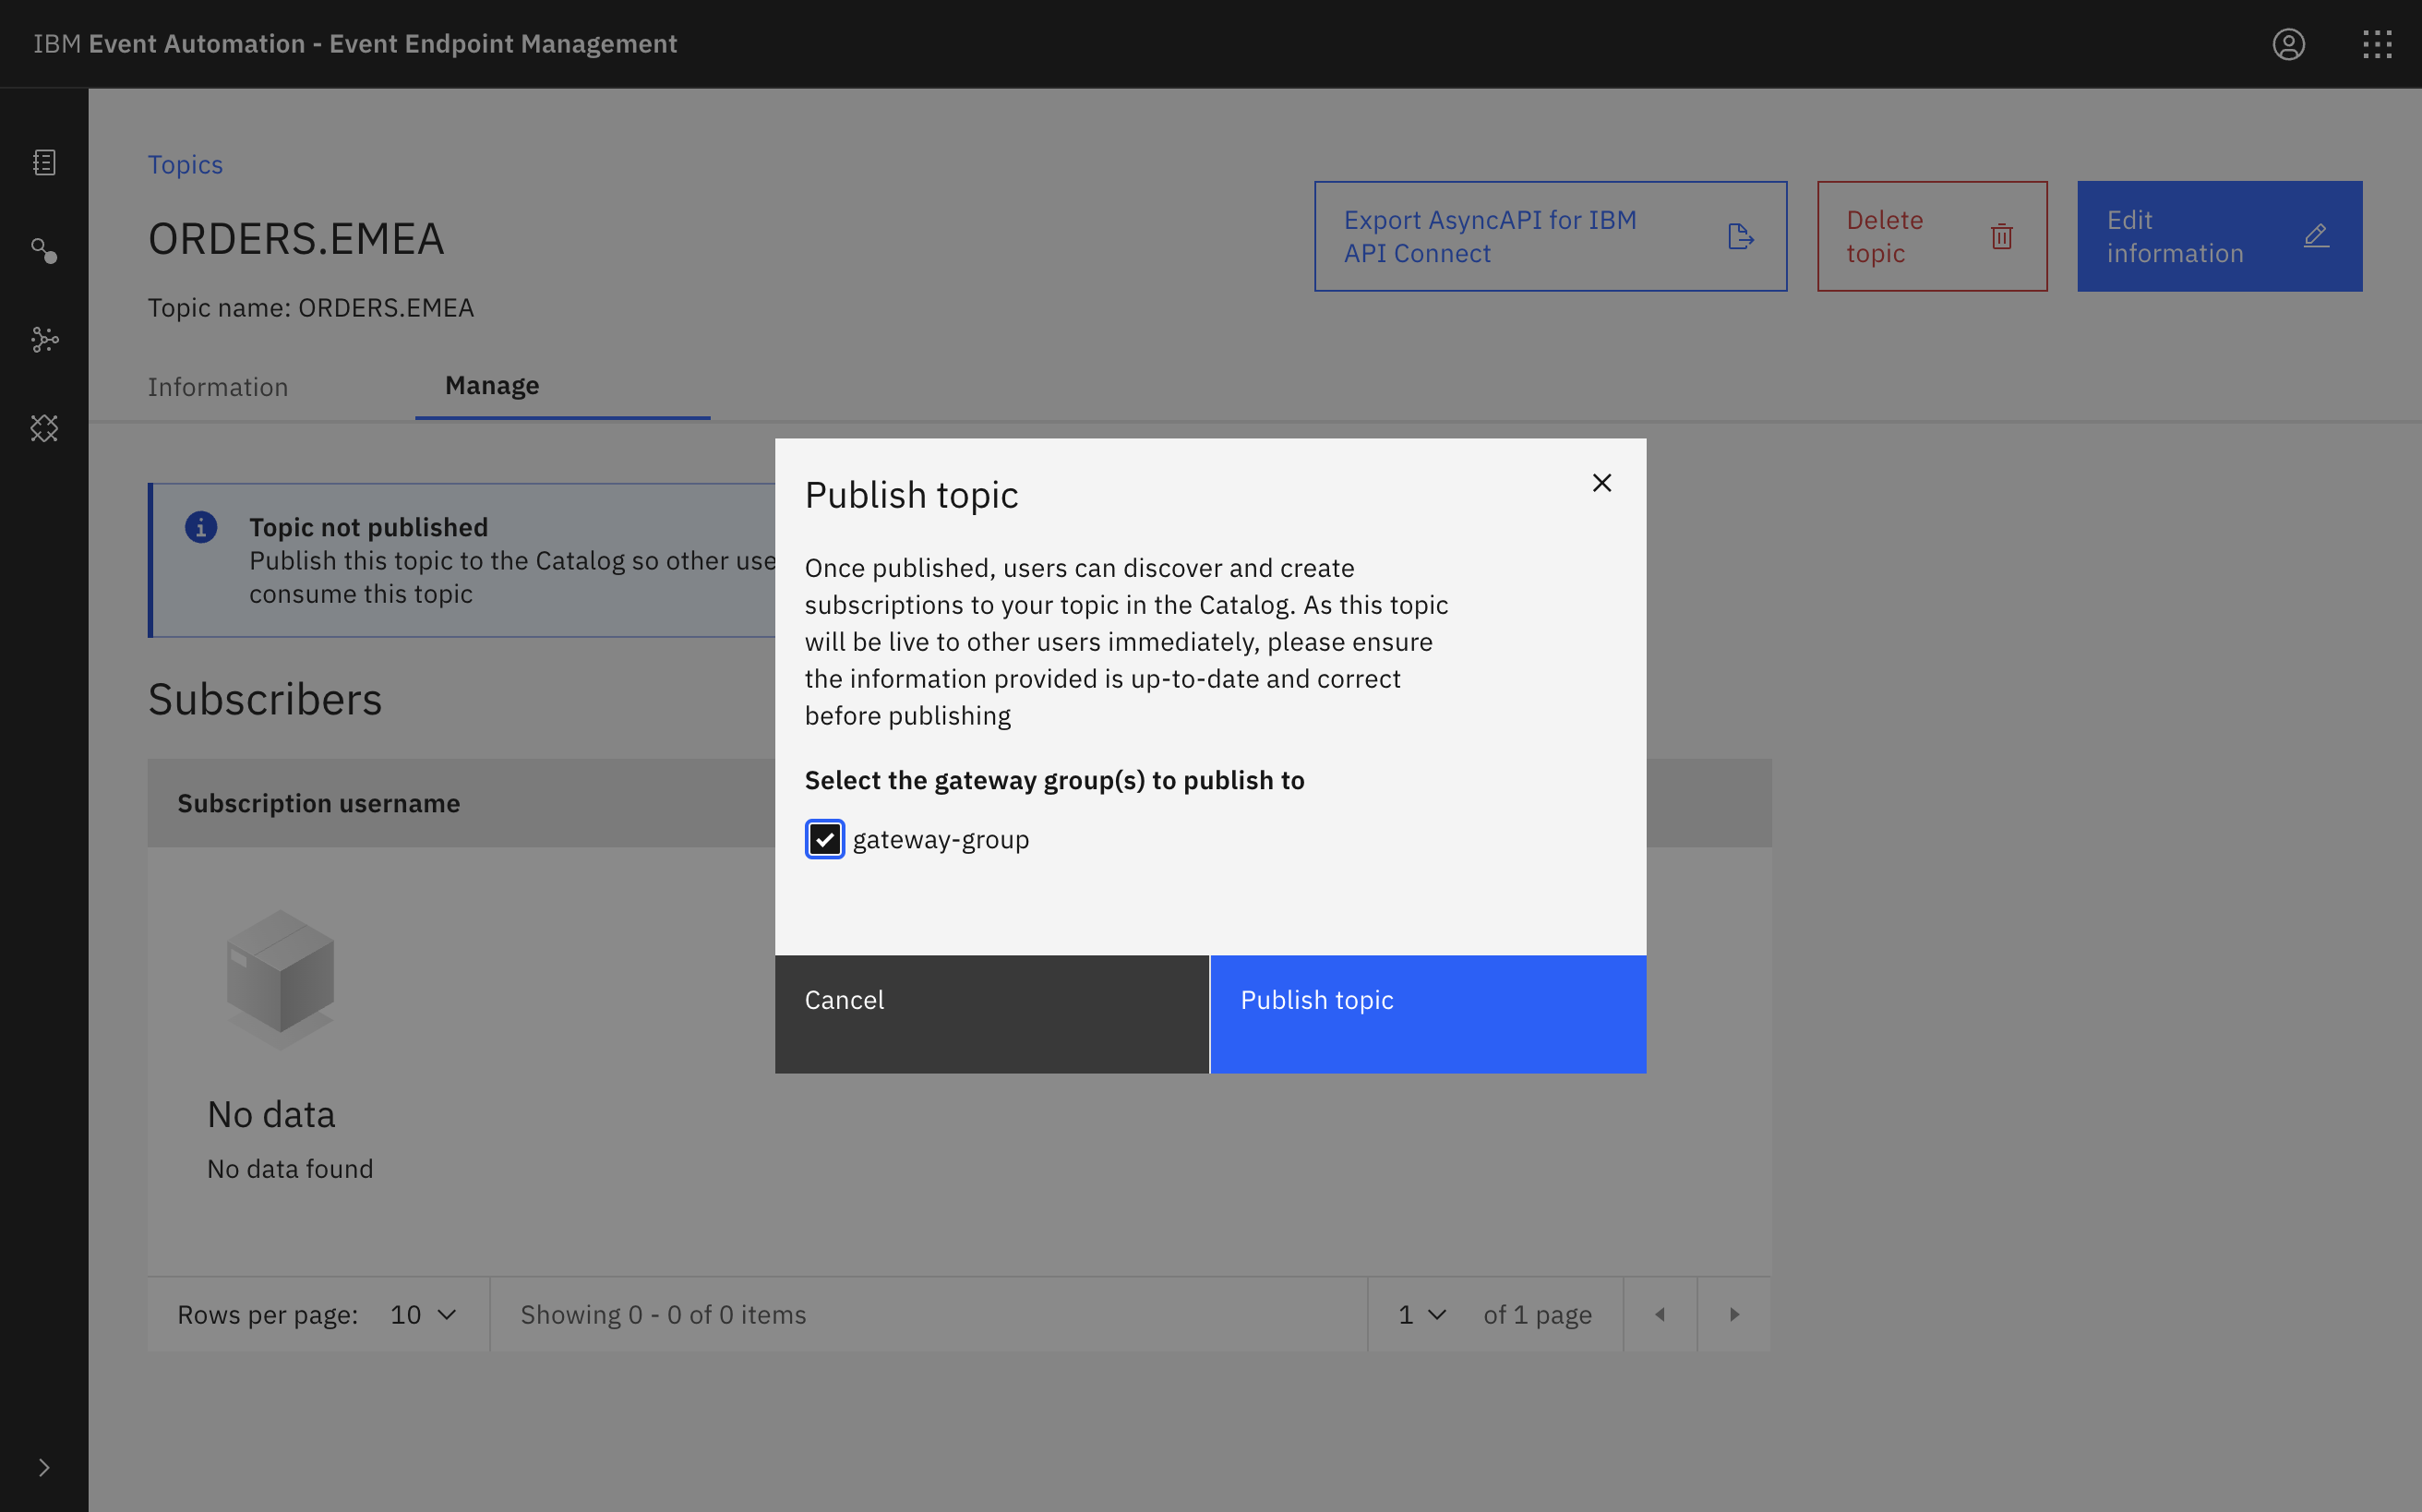 IBM Event Automation - Event Endpoint Management
Topics
ORDERS.EMEA
Topic name: ORDERS.EMEA
Export AsyncAPI for IBM
API Connect
Delete
topic
Edit
information
Information
Manage
Topic not published
Publish this topic to the Catalog so other use
consume this topic
Subscribers
Subscription username
No data
No data found
Rows per page: 10
Showing 0 - 0 of 0 items
1 of 1 page
Publish topic
Once published, users can discover and create
subscriptions to your topic in the Catalog. As this topic
will be live to other users immediately, please ensure
the information provided is up-to-date and correct
before publishing
Select the gateway group(s) to publish to
gateway-group
Cancel
Publish topic